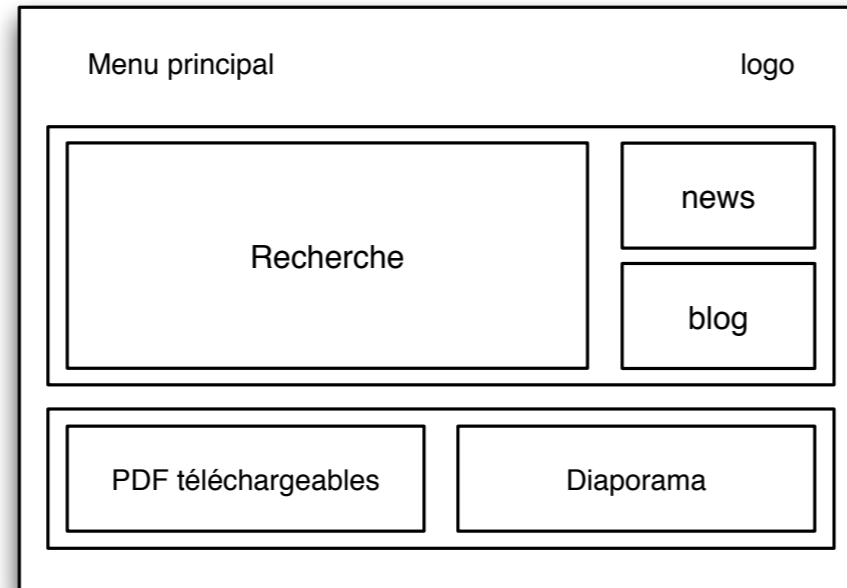 Menu principal
logo
Recherche
news
blog
PDF téléchargeables
Diaporama